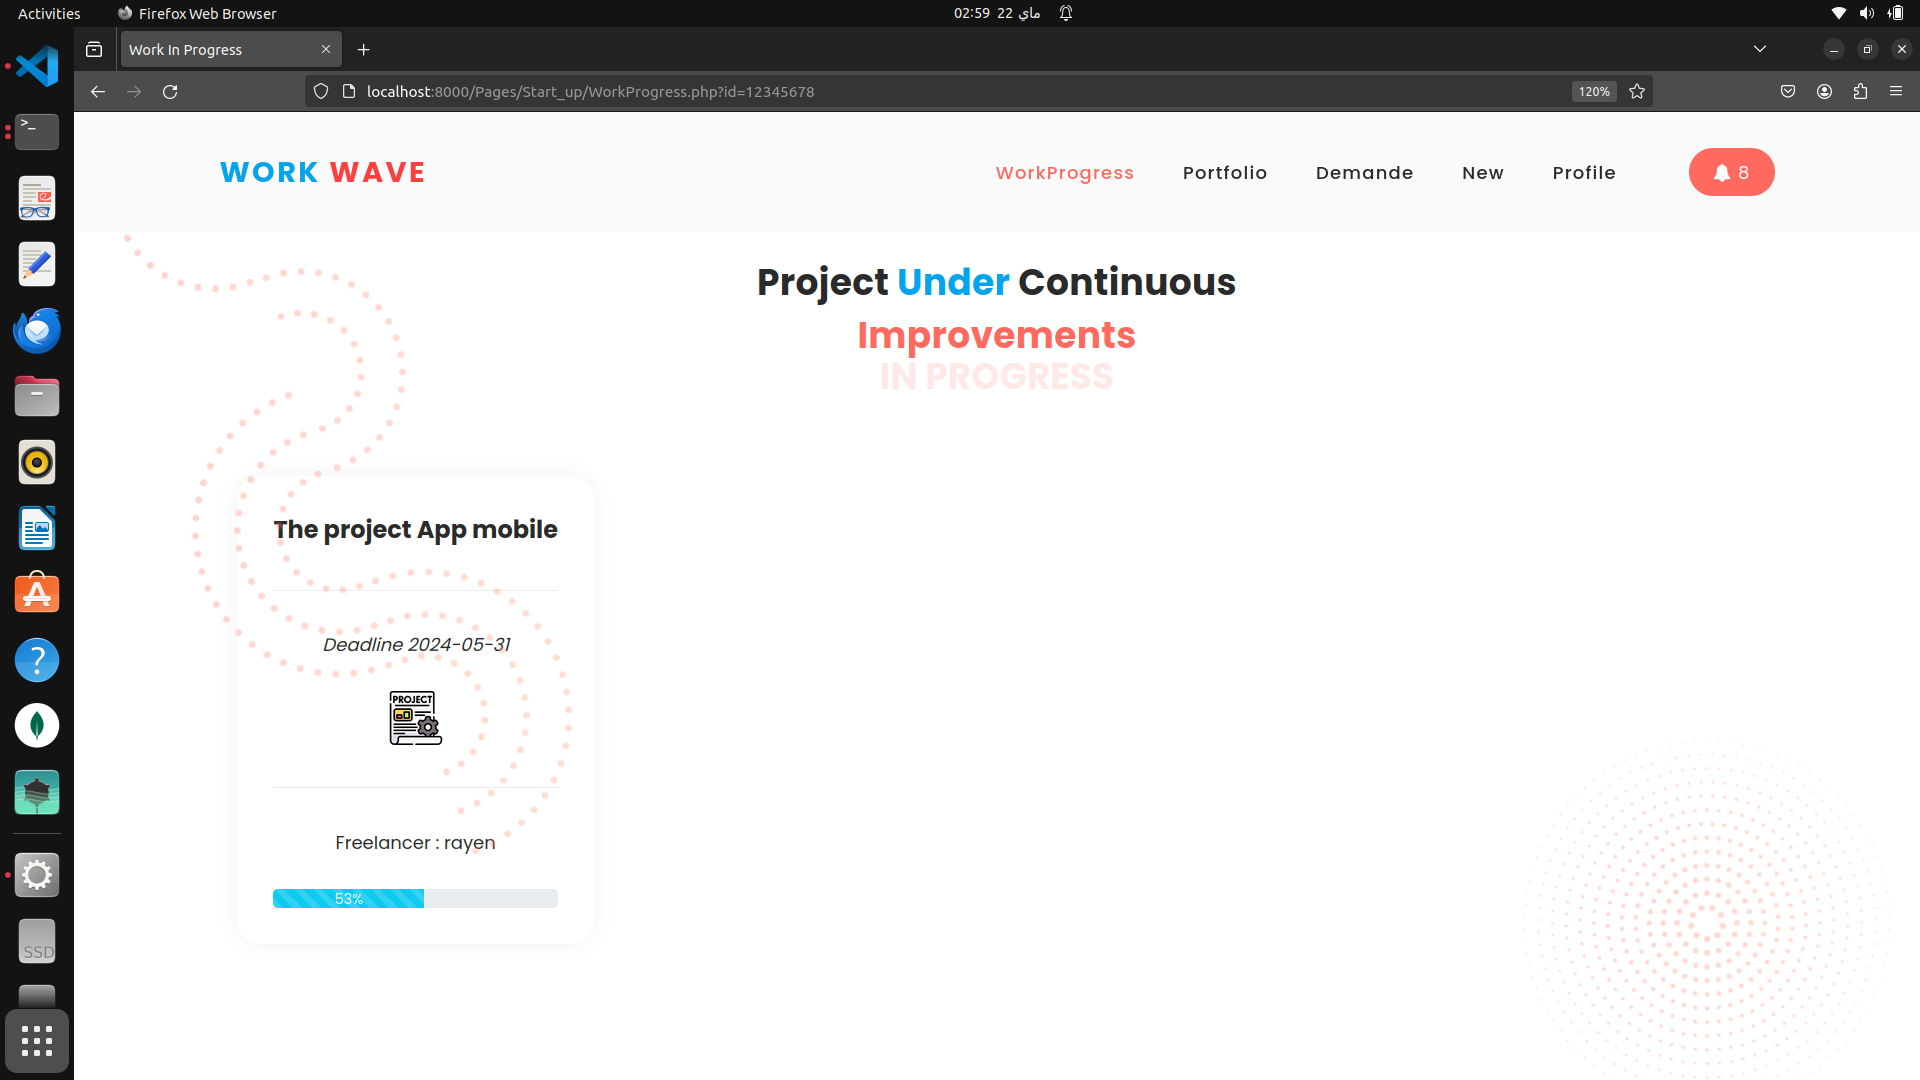 Activities
Firefox Web Browser
02:59 22 ماي
Work In Progress
localhost:8000/Pages/Start_up/WorkProgress.php?id=12345678
120%
WORK WAVE
WorkProgress
Portfolio
Demande
New
Profile
8
Project Under Continuous
Improvements
IN PROGRESS
The project App mobile
Deadline 2024-05-31
PROJECT
Freelancer : rayen
53%
SSD